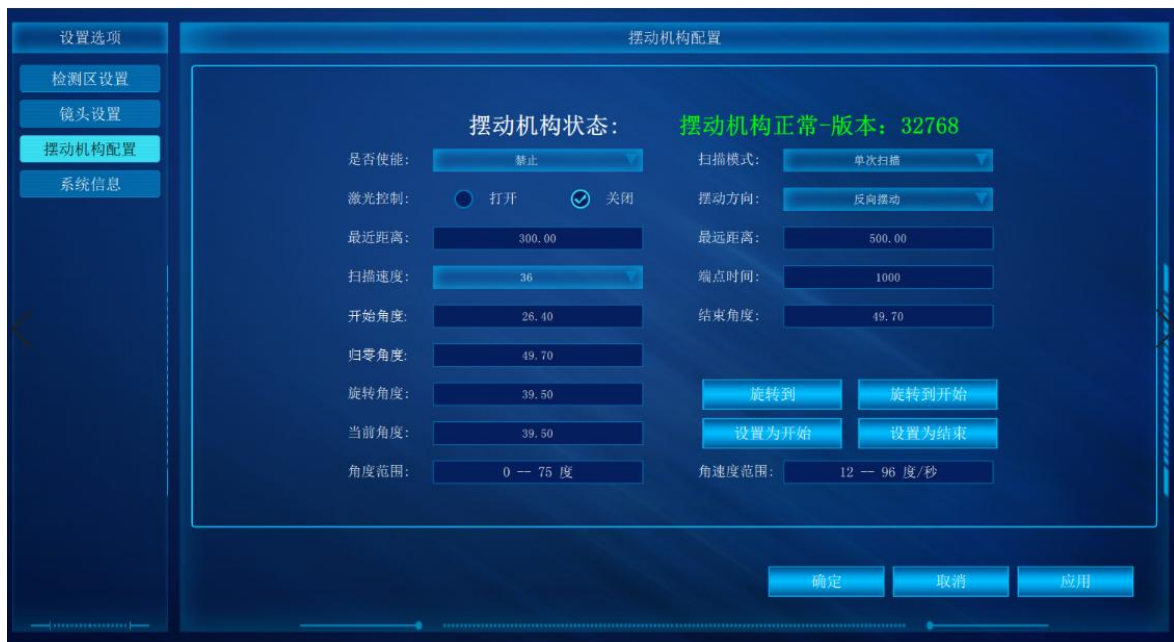 设置选项
摆动机构配置
检测区设置
镜头设置
摆动机构配置
系统信息
摆动机构状态: 摆动机构正常-版本: 32768
是否使能: 禁止 扫描模式: 单次扫描
激光控制: 打开 关闭 摆动方向: 反向摆动
最近距离: 300.00 最远距离: 500.00
扫描速度: 36 端点时间: 1000
开始角度: 26.40 结束角度: 49.70
归零角度: 49.70
旋转角度: 39.50 旋转到 旋转到开始
当前角度: 39.50 设置为开始 设置为结束
角度范围: 0 -- 75 度 角速度范围: 12 -- 96 度/秒
确定 取消 应用